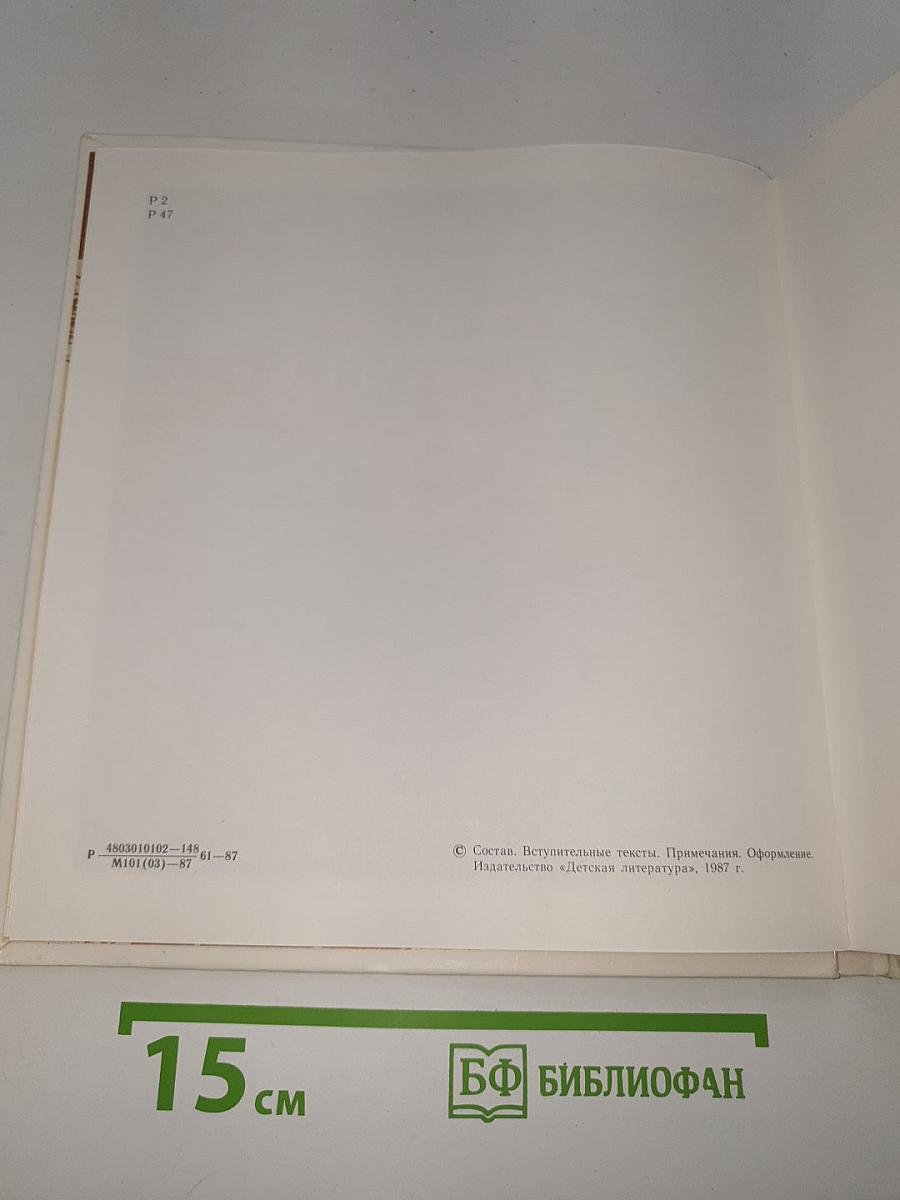 Р 2
Р 47
Р 4803010102—148 61—87
М101(03)—87
© Состав. Вступительные тексты. Примечания. Оформление.
Издательство «Детская литература», 1987 г.
15 см
БФ БИБЛИОФАН